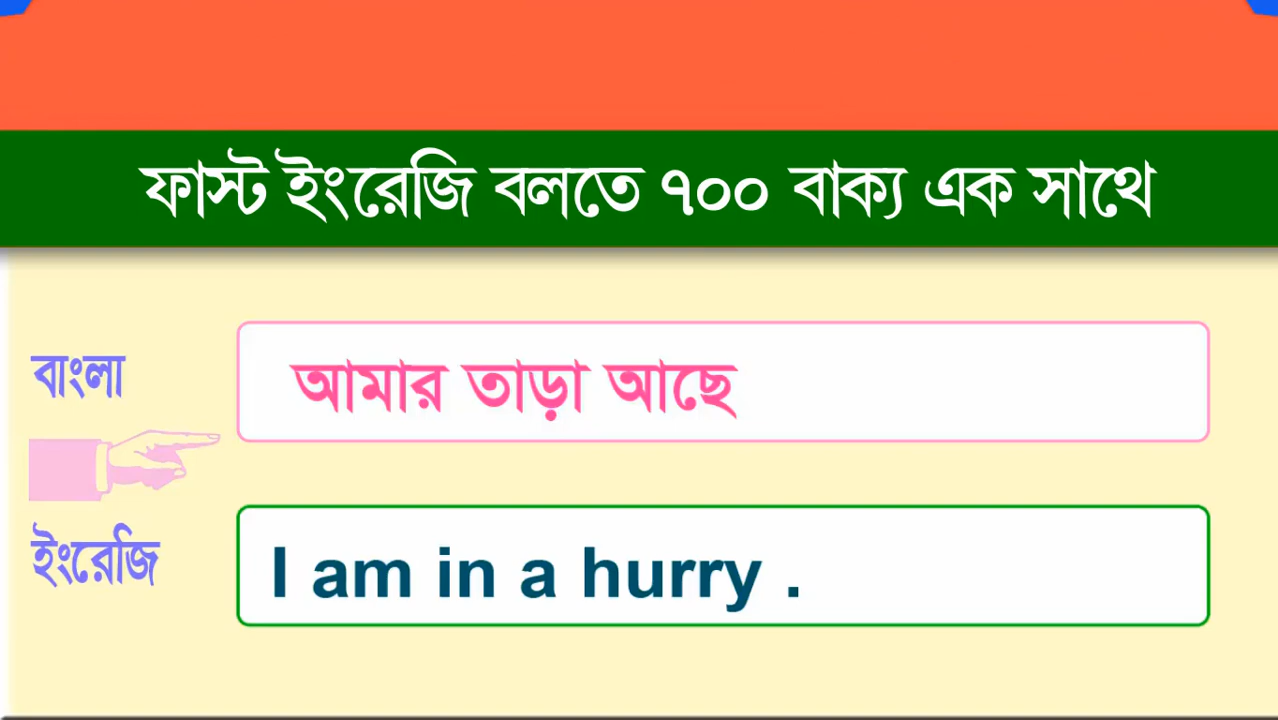 ফাস্ট ইংরেজি বলতে ৭০০ বাক্য এক সাথে
বাংলা
আমার তাড়া আছে
ইংরেজি
I am in a hurry .